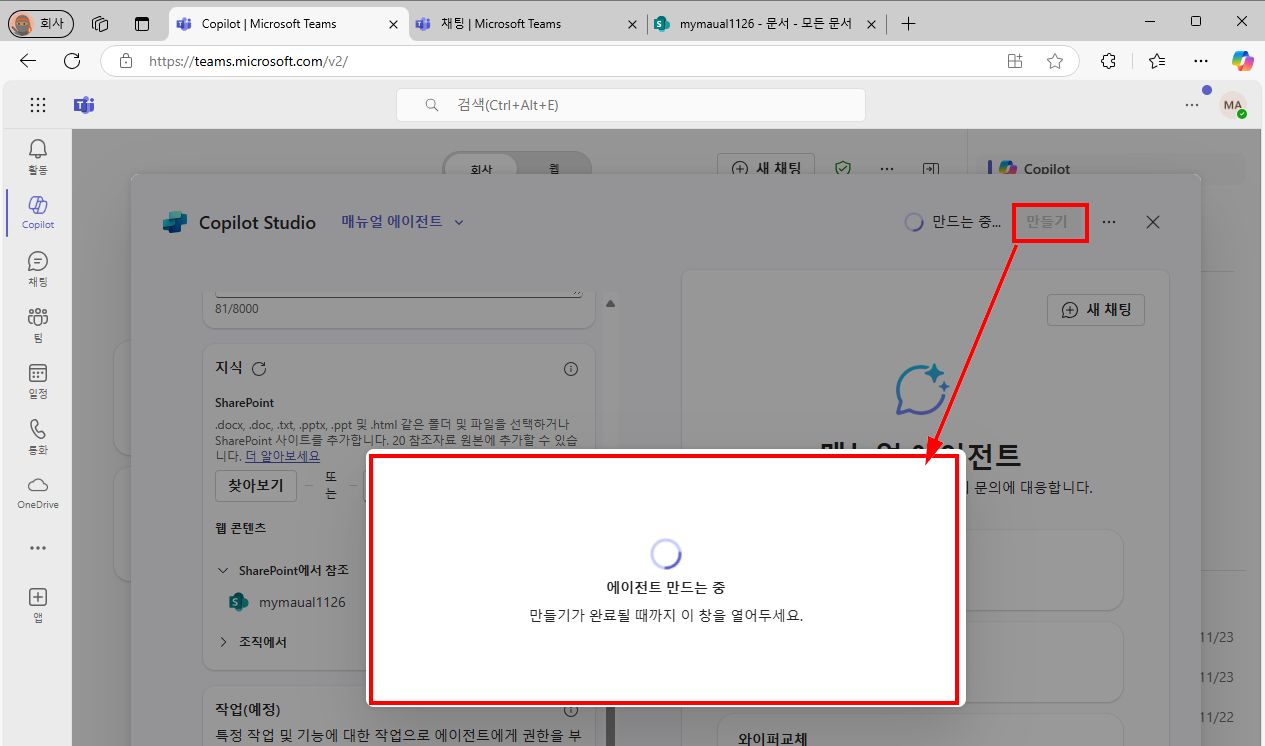 회사
Copilot | Microsoft Teams
채팅 | Microsoft Teams
mymaual1126 - 문서 - 모든 문서
https://teams.microsoft.com/v2/
검색(Ctrl+Alt+E)
MA
활동
Copilot
채팅
팀
일정
통화
OneDrive
앱
회사
웹
새 채팅
Copilot
Copilot Studio
매뉴얼 에이전트
만드는 중...
만들기
81/8000
새 채팅
지식
SharePoint
.docx, .doc, .txt, .pptx, .ppt 및 .html 같은 폴더 및 파일을 선택하거나
SharePoint 사이트를 추가합니다. 20 참조자료 원본에 추가할 수 있습
니다. 더 알아보세요
찾아보기
또
는
매뉴얼 에이전트
문의에 대응합니다.
웹 콘텐츠
SharePoint에서 참조
mymaual1126
조직에서
에이전트 만드는 중
만들기가 완료될 때까지 이 창을 열어두세요.
11/23
11/23
11/22
작업(예정)
특정 작업 및 기능에 대한 작업으로 에이전트에게 권한을 부
와이퍼교체